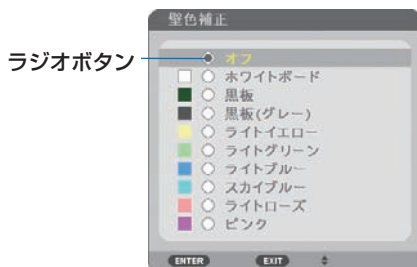 壁色補正
ラジオボタン
オフ
ホワイトボード
黒板
黒板(グレー)
ライトイエロー
ライトグリーン
ライトブルー
スカイブルー
ライトローズ
ピンク
ENTER EXIT